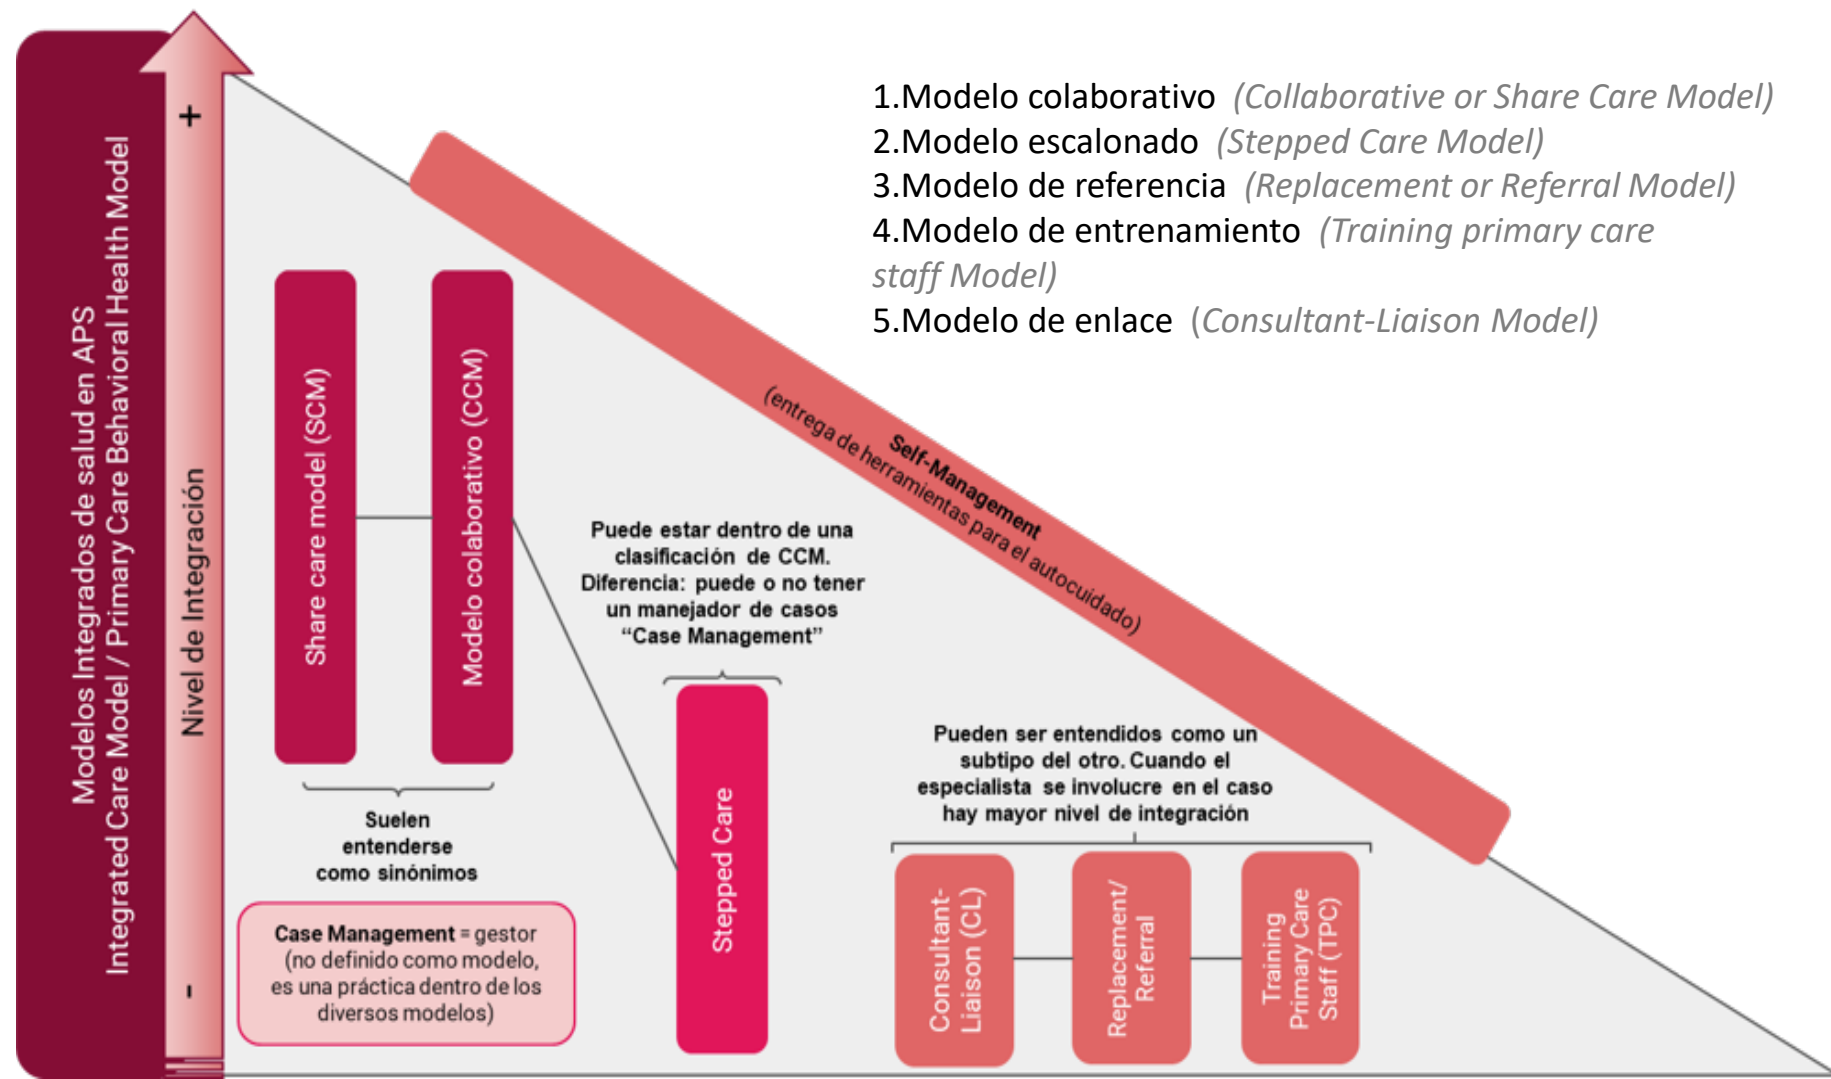 Modelos Integrados de salud en APS
Integrated Care Model / Primary Care Behavioral Health Model
+
Nivel de Integración
-
1.Modelo colaborativo (Collaborative or Share Care Model)
2.Modelo escalonado (Stepped Care Model)
3.Modelo de referencia (Replacement or Referral Model)
4.Modelo de entrenamiento (Training primary care
staff Model)
5.Modelo de enlace (Consultant-Liaison Model)
Self-Management
(entrega de herramientas para el autocuidado)
Share care model (SCM)
Modelo colaborativo (CCM)
Suelen
entenderse
como sinónimos
Case Management = gestor
(no definido como modelo,
es una práctica dentro de los
diversos modelos)
Puede estar dentro de una
clasificación de CCM.
Diferencia: puede o no tener
un manejador de casos
“Case Management”
Stepped Care
Pueden ser entendidos como un
subtipo del otro. Cuando el
especialista se involucre en el caso
hay mayor nivel de integración
Consultant-
Liaison (CL)
Replacement/
Referral
Training
Primary Care
Staff (TPC)